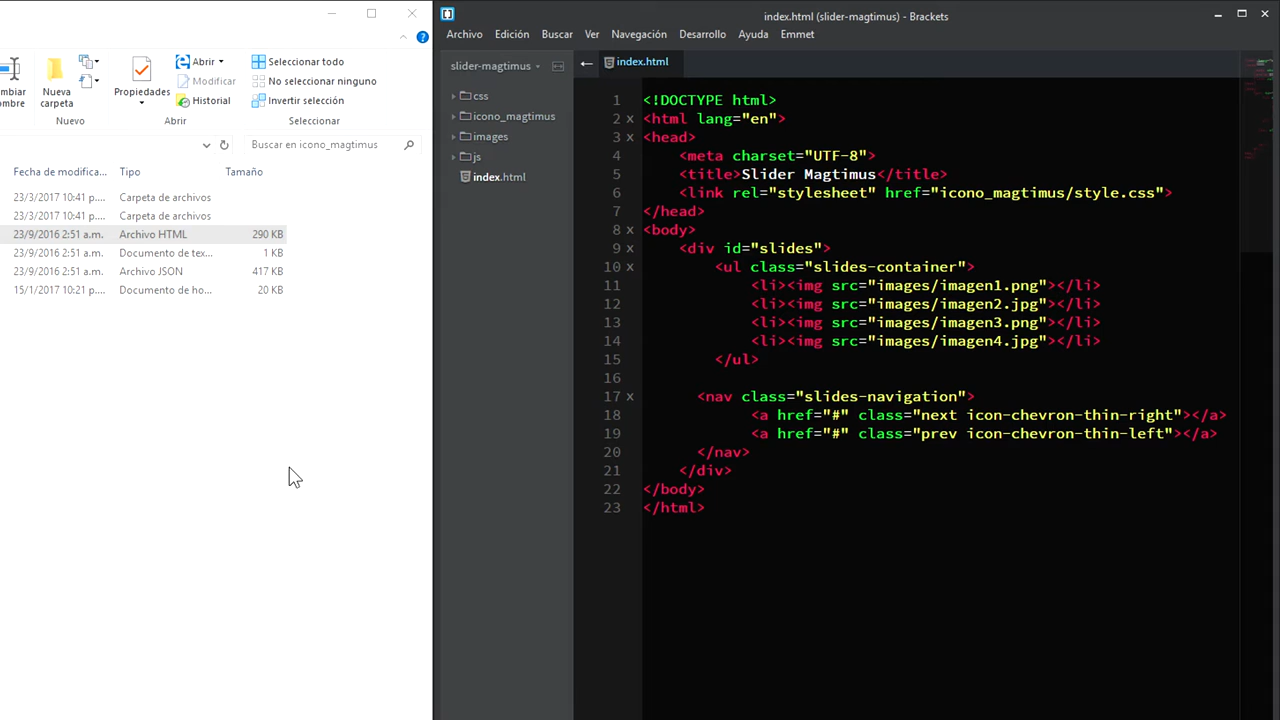 Seleccionar todo
Abrir
No seleccionar ninguno
Modificar
Invertir selección
Historial
Nueva
carpeta
Propiedades
Nuevo
Abrir
Seleccionar
Buscar en icono_magtimus
Fecha de modifica...
Tipo
Tamaño
23/3/2017 10:41 p....
Carpeta de archivos
23/3/2017 10:41 p....
Carpeta de archivos
23/9/2016 2:51 a.m.
Archivo HTML
290 KB
23/9/2016 2:51 a.m.
Documento de tex...
1 KB
23/9/2016 2:51 a.m.
Archivo JSON
417 KB
15/1/2017 10:21 p....
Documento de ho...
20 KB
index.html (slider-magtimus) - Brackets
Archivo Edición Buscar Ver Navegación Desarrollo Ayuda Emmet
slider-magtimus
css
icono_magtimus
images
js
index.html
index.html
1 <!DOCTYPE html>
2 <html lang="en">
3 <head>
4 <meta charset="UTF-8">
5 <title>Slider Magtimus</title>
6 <link rel="stylesheet" href="icono_magtimus/style.css">
7 </head>
8 <body>
9 <div id="slides">
10 <ul class="slides-container">
11 <li><img src="images/imagen1.png"></li>
12 <li><img src="images/imagen2.jpg"></li>
13 <li><img src="images/imagen3.png"></li>
14 <li><img src="images/imagen4.jpg"></li>
15 </ul>
16
17 <nav class="slides-navigation">
18 <a href="#" class="next icon-chevron-thin-right"></a>
19 <a href="#" class="prev icon-chevron-thin-left"></a>
20 </nav>
21 </div>
22 </body>
23 </html>